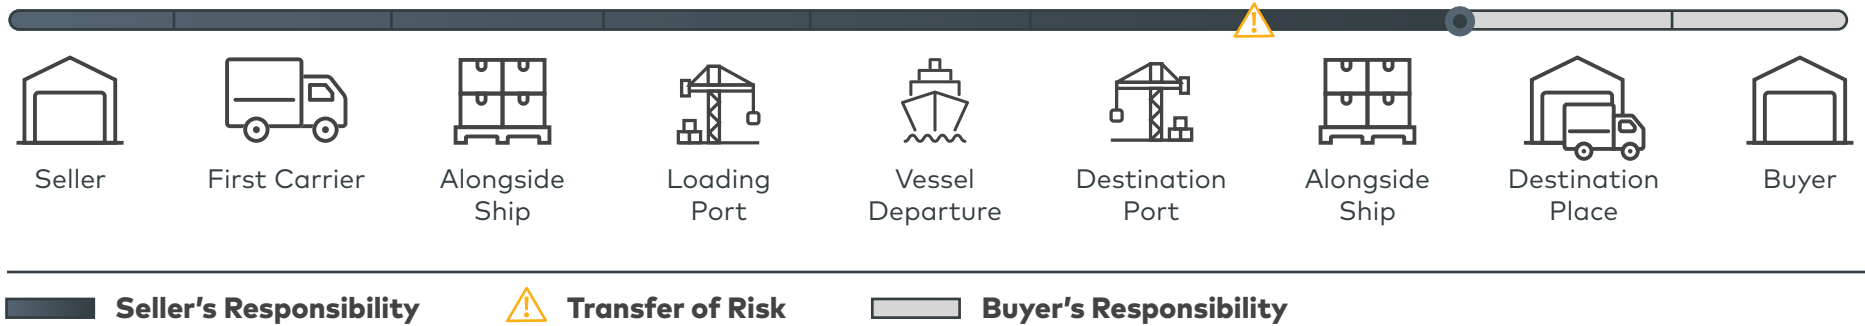 Seller
First Carrier
Alongside
Ship
Loading
Port
Vessel
Departure
Destination
Port
Alongside
Ship
Destination
Place
Buyer
Seller's Responsibility
Transfer of Risk
Buyer's Responsibility